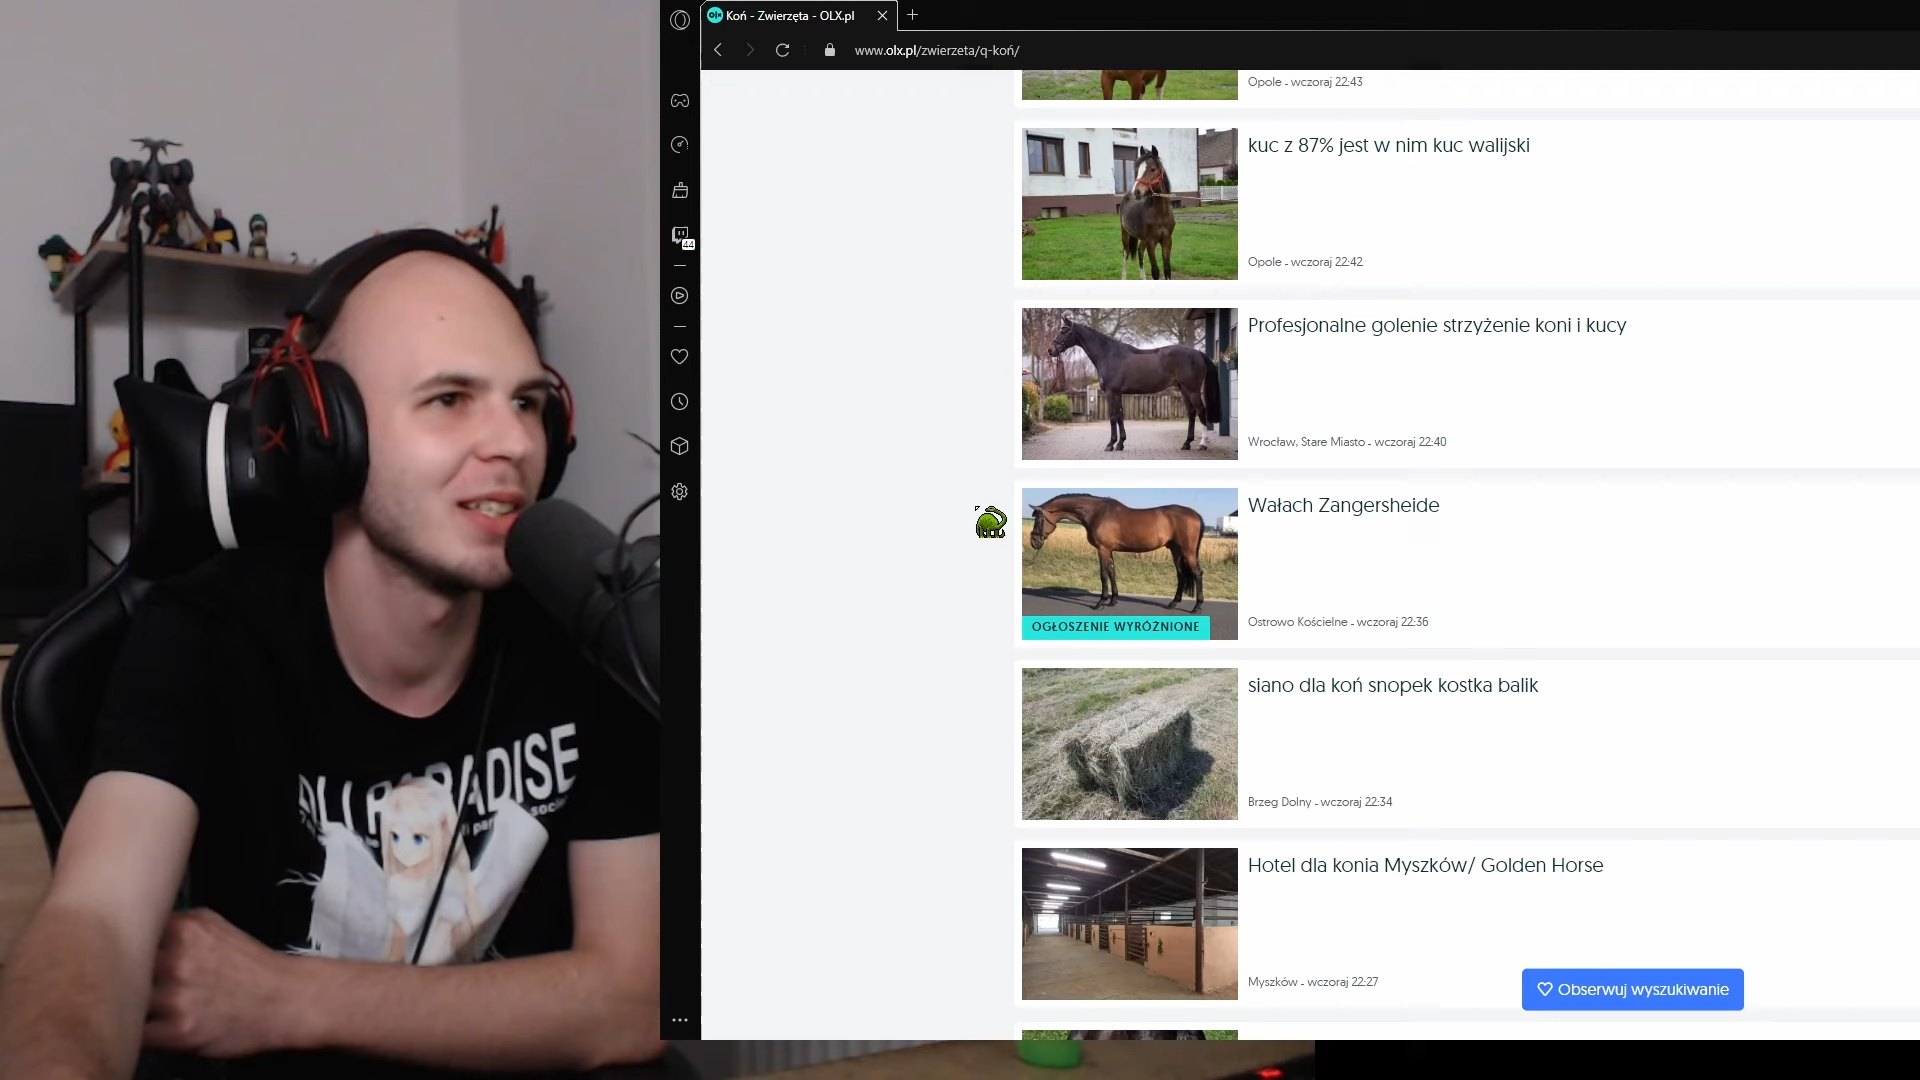 Koń - Zwierzęta - OLX.pl
www.olx.pl/zwierzeta/q-koń/
44
Opole - wczoraj 22:43
kuc z 87% jest w nim kuc walijski
Opole - wczoraj 22:42
Profesjonalne golenie strzyżenie koni i kucy
Wrocław, Stare Miasto - wczoraj 22:40
Wałach Zangersheide
OGŁOSZENIE WYRÓŻNIONE
Ostrowo Kościelne - wczoraj 22:36
siano dla koń snopek kostka balik
Brzeg Dolny - wczoraj 22:34
Hotel dla konia Myszków/ Golden Horse
Myszków - wczoraj 22:27
Obserwuj wyszukiwanie